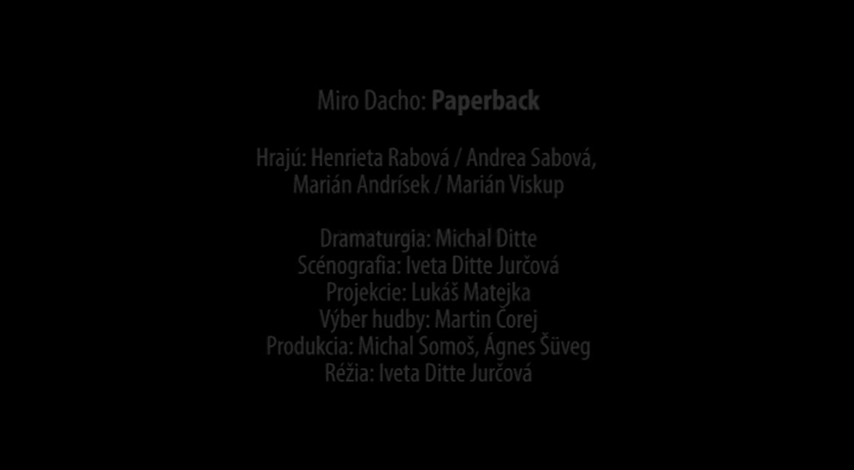 Miro Dacho: Paperback
Hrajú: Henrieta Rabová / Andrea Sabová,
Marián Andrísek / Marián Viskup
Dramaturgia: Michal Ditte
Scénografia: Iveta Ditte Jurčová
Projekcie: Lukáš Matejka
Výber hudby: Martin Čorej
Produkcia: Michal Somoš, Ágnes Šüveg
Réžia: Iveta Ditte Jurčová